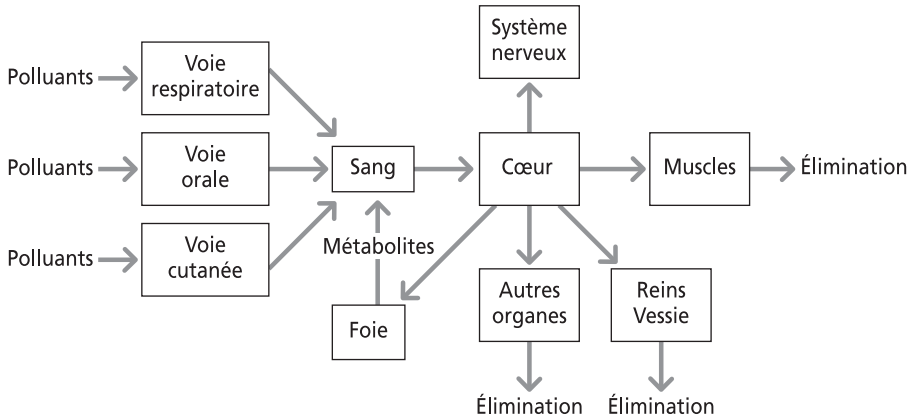 Système
nerveux
Polluants
Voie
respiratoire
Polluants
Voie
orale
Sang
Cœur
Muscles
Élimination
Polluants
Voie
cutanée
Métabolites
Foie
Autres
organes
Reins
Vessie
Élimination
Élimination